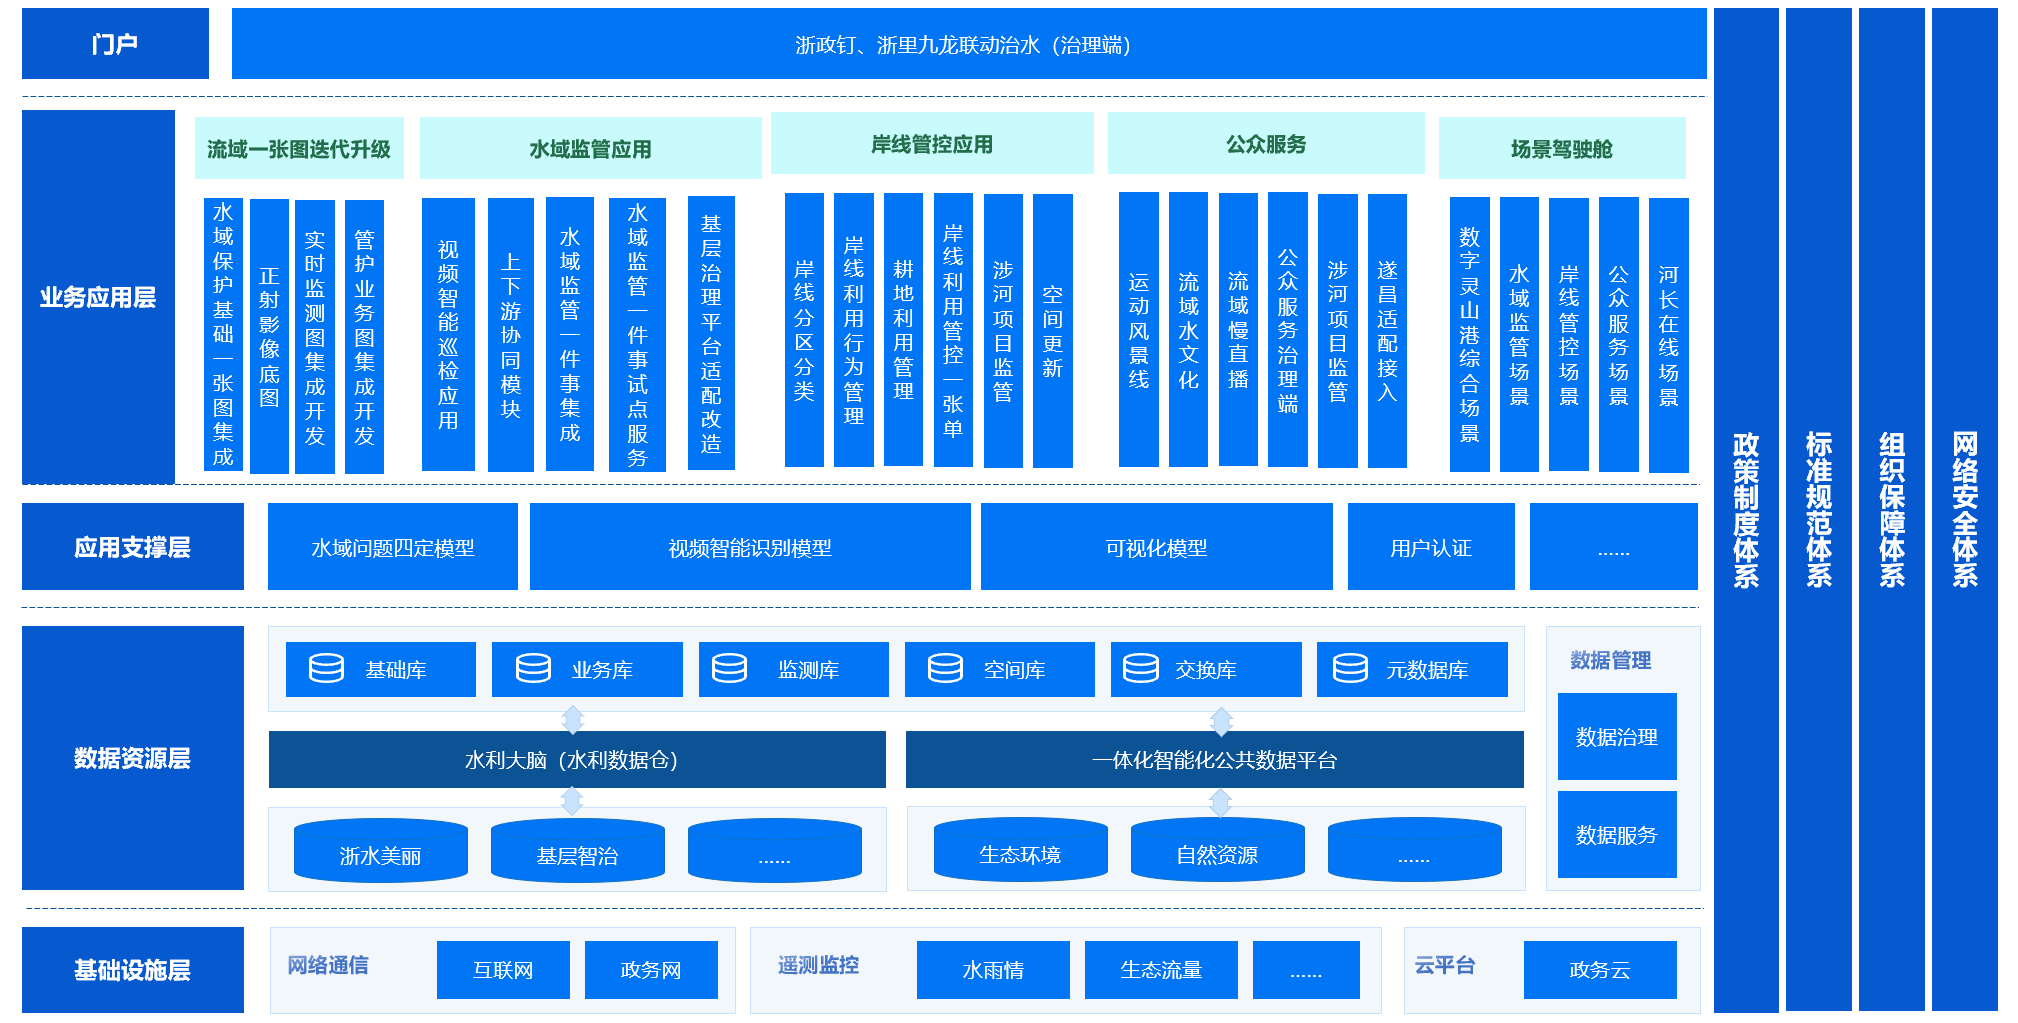 门户
浙政钉、浙里九龙联动治水（治理端）
业务应用层
流域一张图迭代升级
水域保护基础一张图集成
正射影像底图
实时监测图集成开发
管护业务图集成开发
水域监管应用
视频智能巡检应用
上下游协同模块
水域监管一件事集成
水域监管一件事试点服务
基层治理平台适配改造
岸线管控应用
岸线分区分类
岸线利用行为管理
耕地利用管理
岸线利用管控一张单
涉河项目监管
空间更新
公众服务
运动风景线
流域水文化
流域慢直播
公众服务治理端
涉河项目监管
遂昌适配接入
场景驾驶舱
数字灵山港综合场景
水域监管场景
岸线管控场景
公众服务场景
河长在线场景
应用支撑层
水域问题四定模型
视频智能识别模型
可视化模型
用户认证
......
数据资源层
基础库
业务库
监测库
空间库
交换库
元数据库
水利大脑（水利数据仓）
一体化智能化公共数据平台
浙水美丽
基层智治
......
生态环境
自然资源
......
数据管理
数据治理
数据服务
基础设施层
网络通信
互联网
政务网
遥测监控
水雨情
生态流量
......
云平台
政务云
政策制度体系
标准规范体系
组织保障体系
网络安全体系